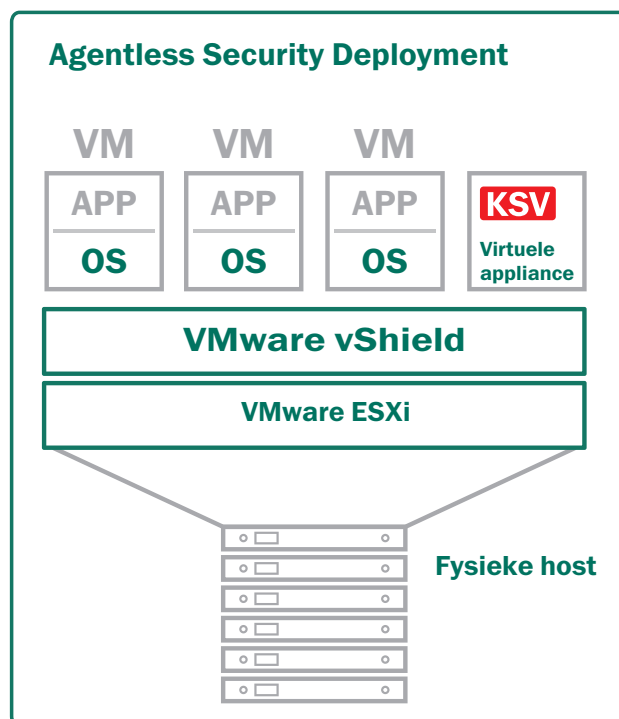 Agentless Security Deployment
VM VM VM
APP APP APP KSV
OS OS OS Virtuele
appliance
VMware vShield
VMware ESXi
Fysieke host